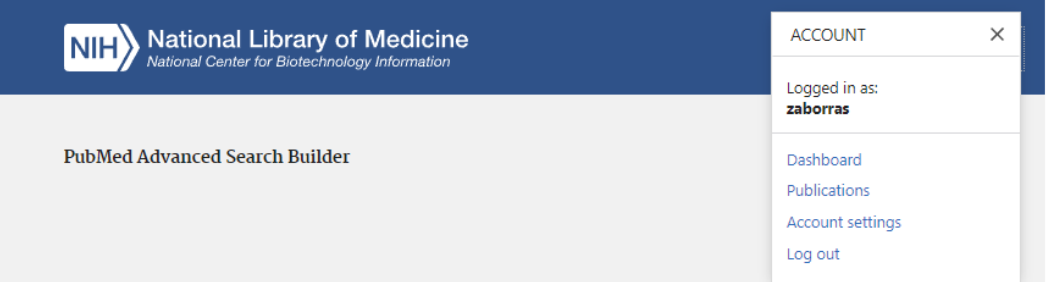 NIH
National Library of Medicine
National Center for Biotechnology Information
PubMed Advanced Search Builder
ACCOUNT
Logged in as:
zaborras
Dashboard
Publications
Account settings
Log out